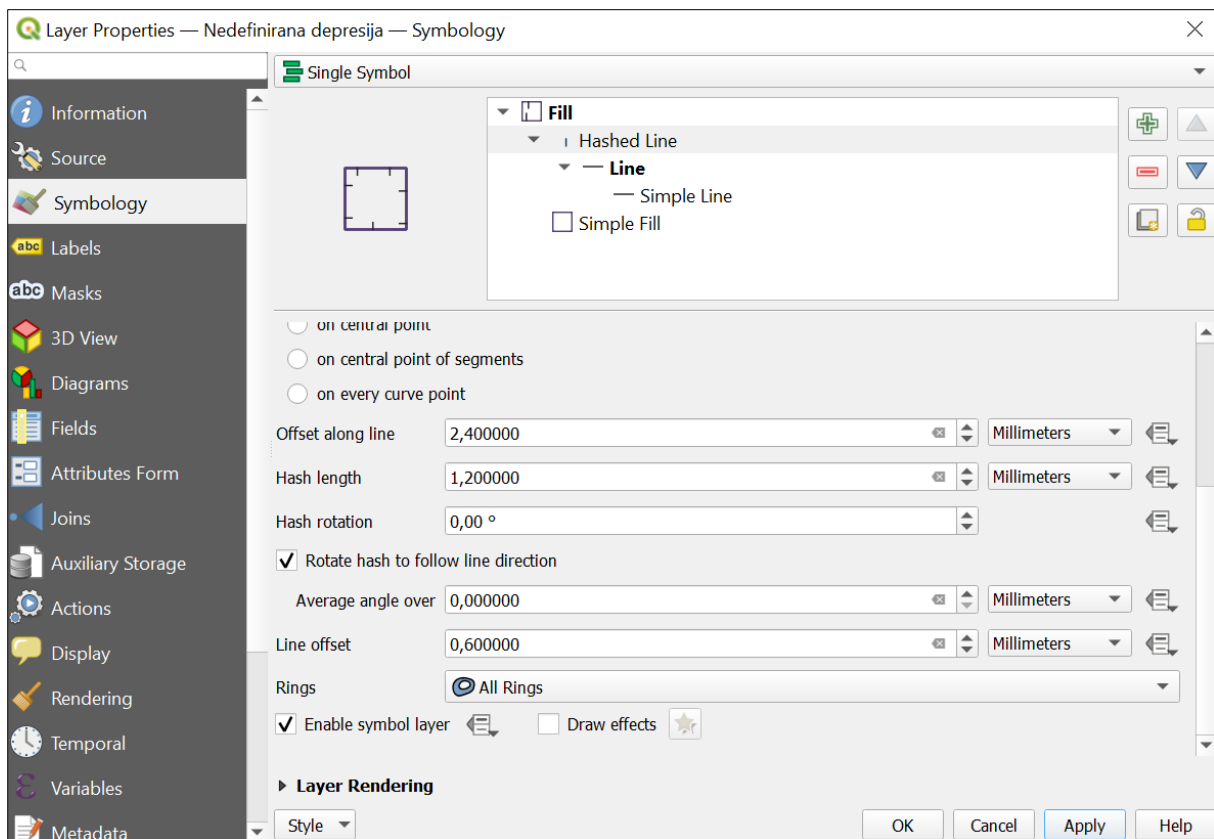 Layer Properties — Nedefinirana depresija — Symbology
Information
Source
Symbology
abc Labels
abc Masks
3D View
Diagrams
Fields
Attributes Form
Joins
Auxiliary Storage
Actions
Display
Rendering
Temporal
Variables
Metadata
Single Symbol
Fill
Hashed Line
Line
Simple Line
Simple Fill
on central point
on central point of segments
on every curve point
Offset along line 2,400000 Millimeters
Hash length 1,200000 Millimeters
Hash rotation 0,00 °
Rotate hash to follow line direction
Average angle over 0,000000 Millimeters
Line offset 0,600000 Millimeters
Rings All Rings
Enable symbol layer Draw effects
Layer Rendering
Style OK Cancel Apply Help